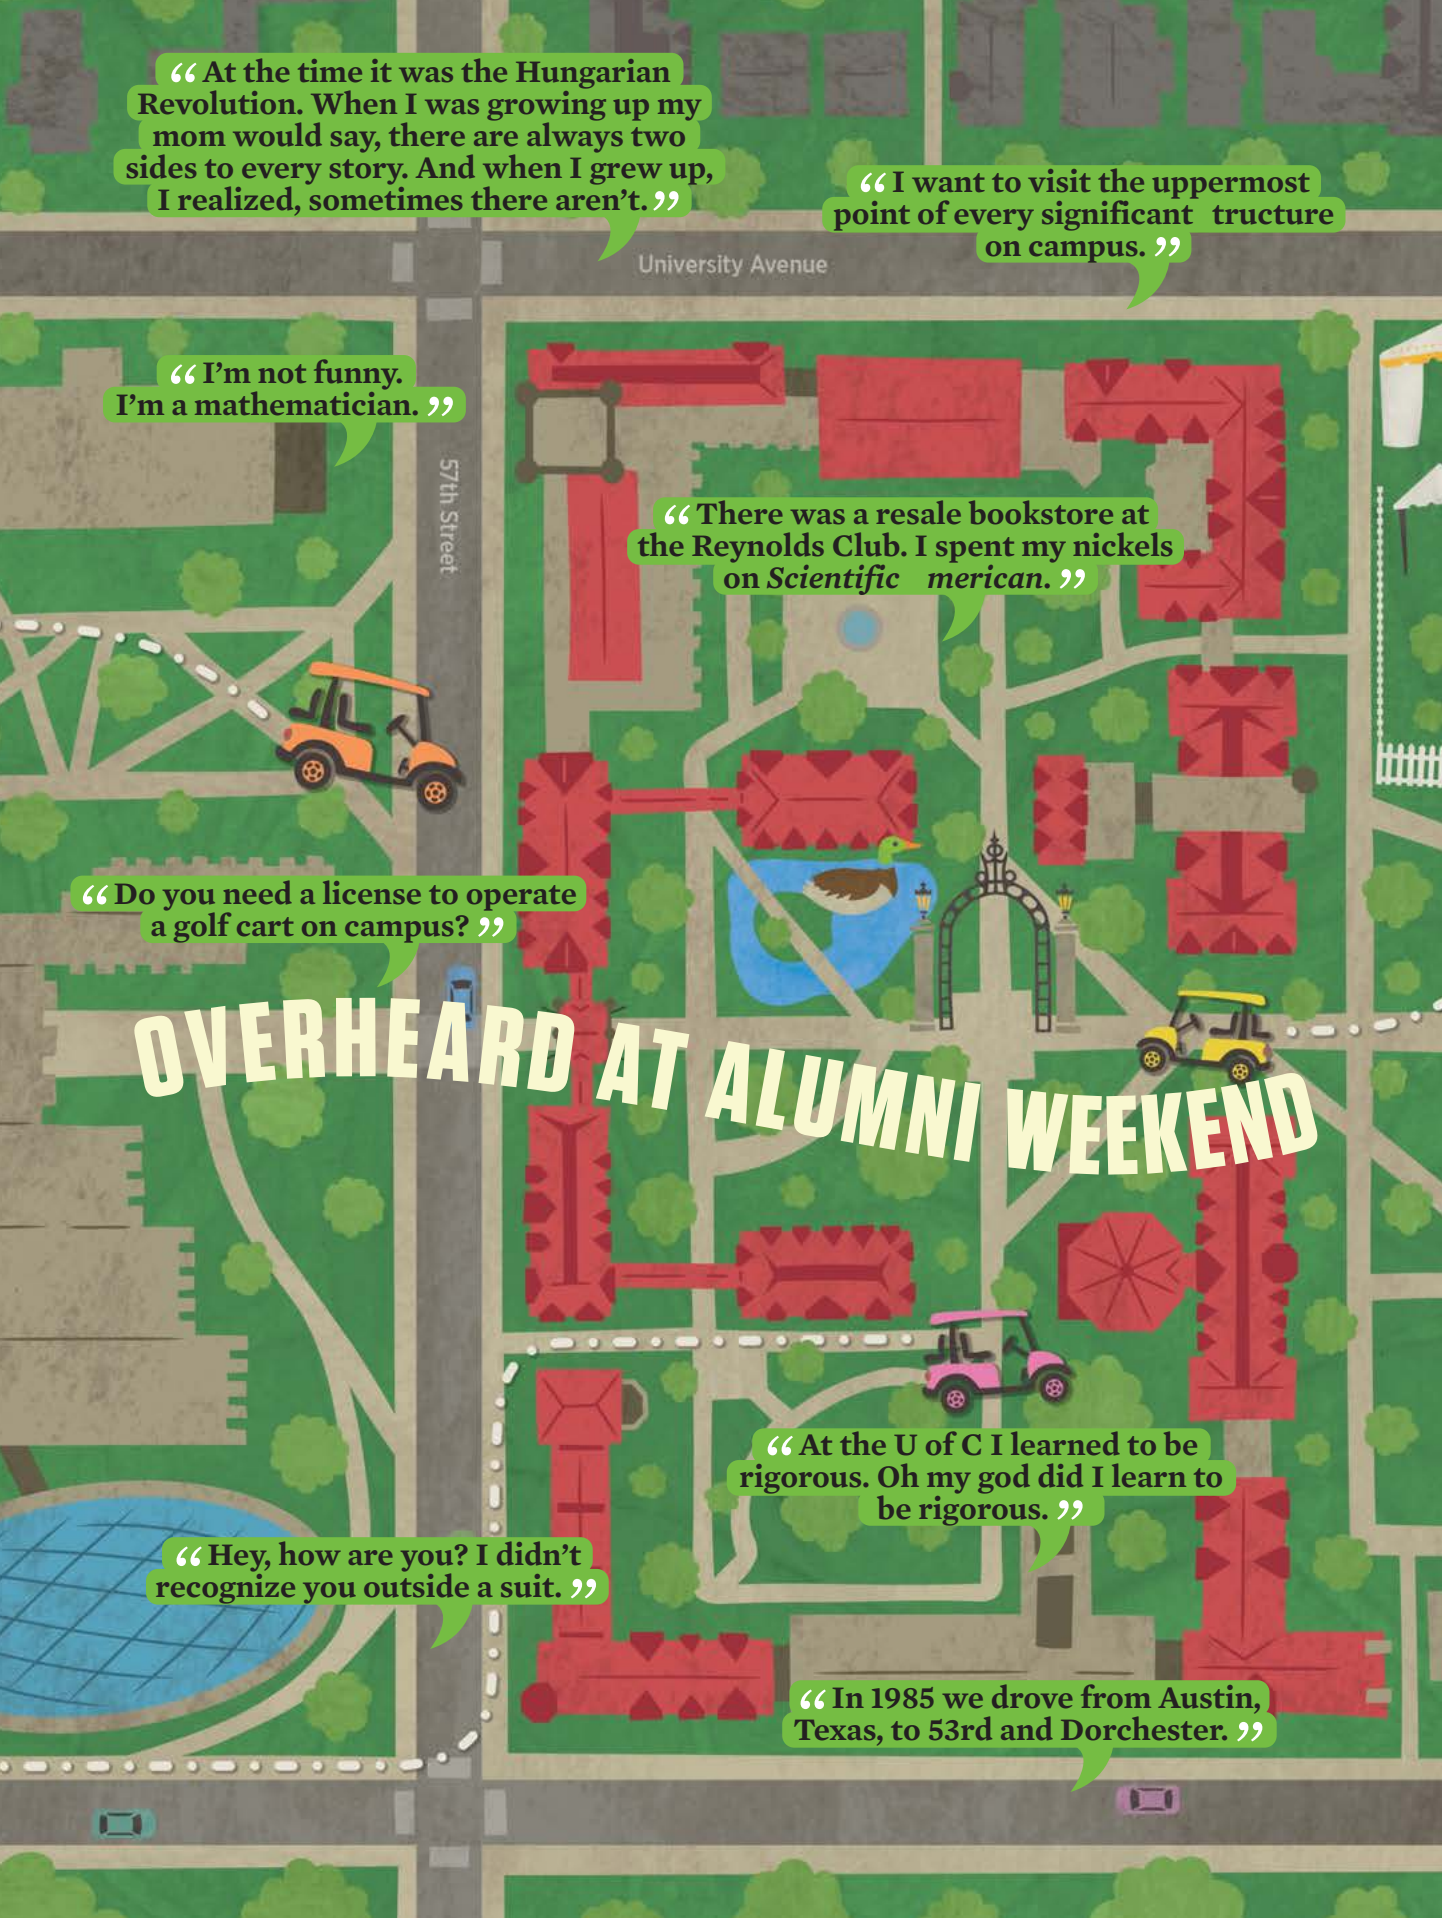 “At the time it was the Hungarian
Revolution. When I was growing up my
mom would say, there are always two
sides to every story. And when I grew up,
I realized, sometimes there aren’t.”
“I want to visit the uppermost
point of every significant tructure
on campus.”
University Avenue
“I’m not funny.
I’m a mathematician.”
57th Street
“There was a resale bookstore at
the Reynolds Club. I spent my nickels
on Scientific merican.”
“Do you need a license to operate
a golf cart on campus?”
OVERHEARD AT ALUMNI WEEKEND
“At the U of C I learned to be
rigorous. Oh my god did I learn to
be rigorous.”
“Hey, how are you? I didn’t
recognize you outside a suit.”
“In 1985 we drove from Austin,
Texas, to 53rd and Dorchester.”